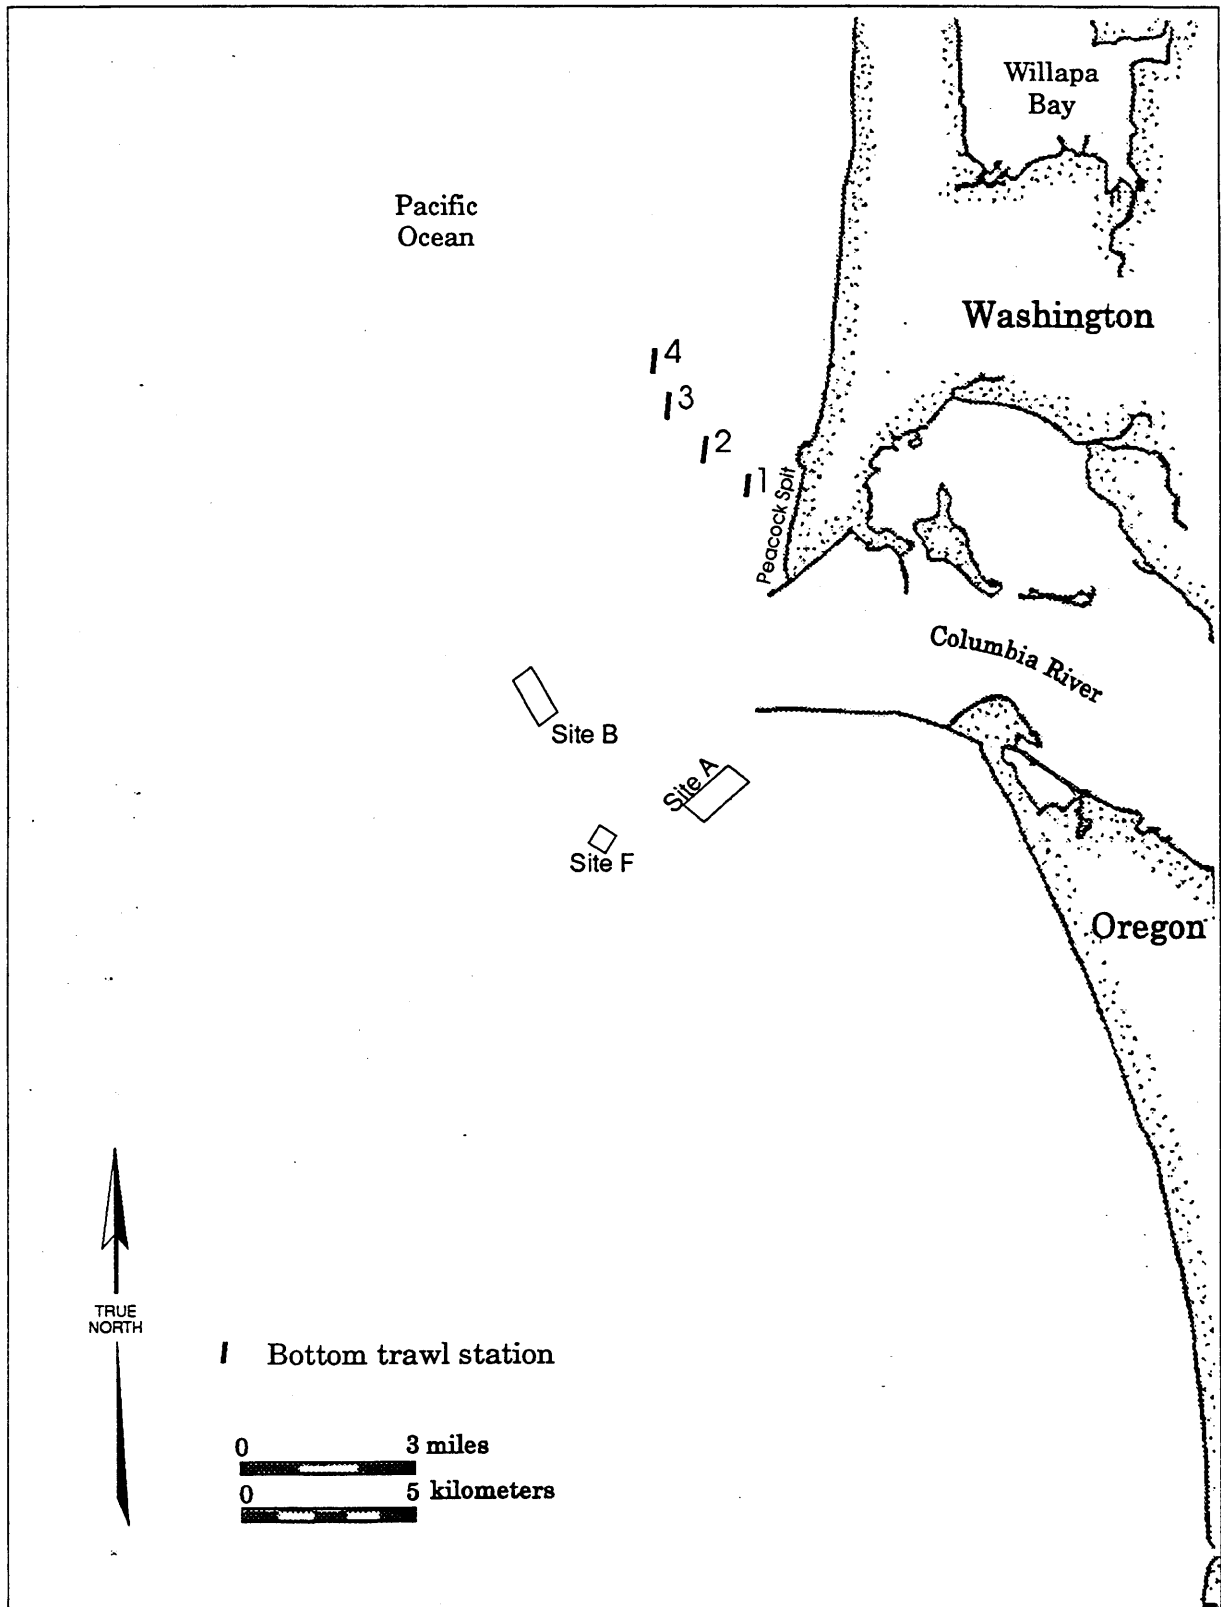 Willapa
Bay
Pacific
Ocean
Washington
4
3
2
1
Peacock Spit
Columbia River
Site B
Site A
Site F
Oregon
TRUE
NORTH
Bottom trawl station
0 3 miles
0 5 kilometers